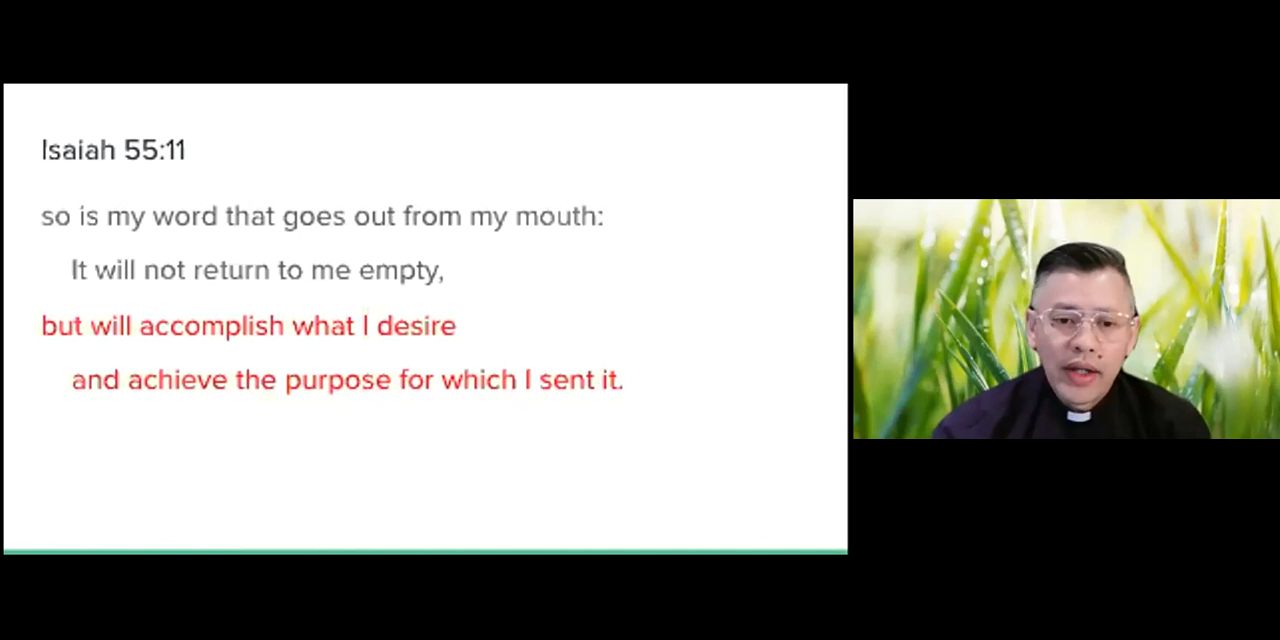 Isaiah 55:11
so is my word that goes out from my mouth:
It will not return to me empty,
but will accomplish what I desire
and achieve the purpose for which I sent it.